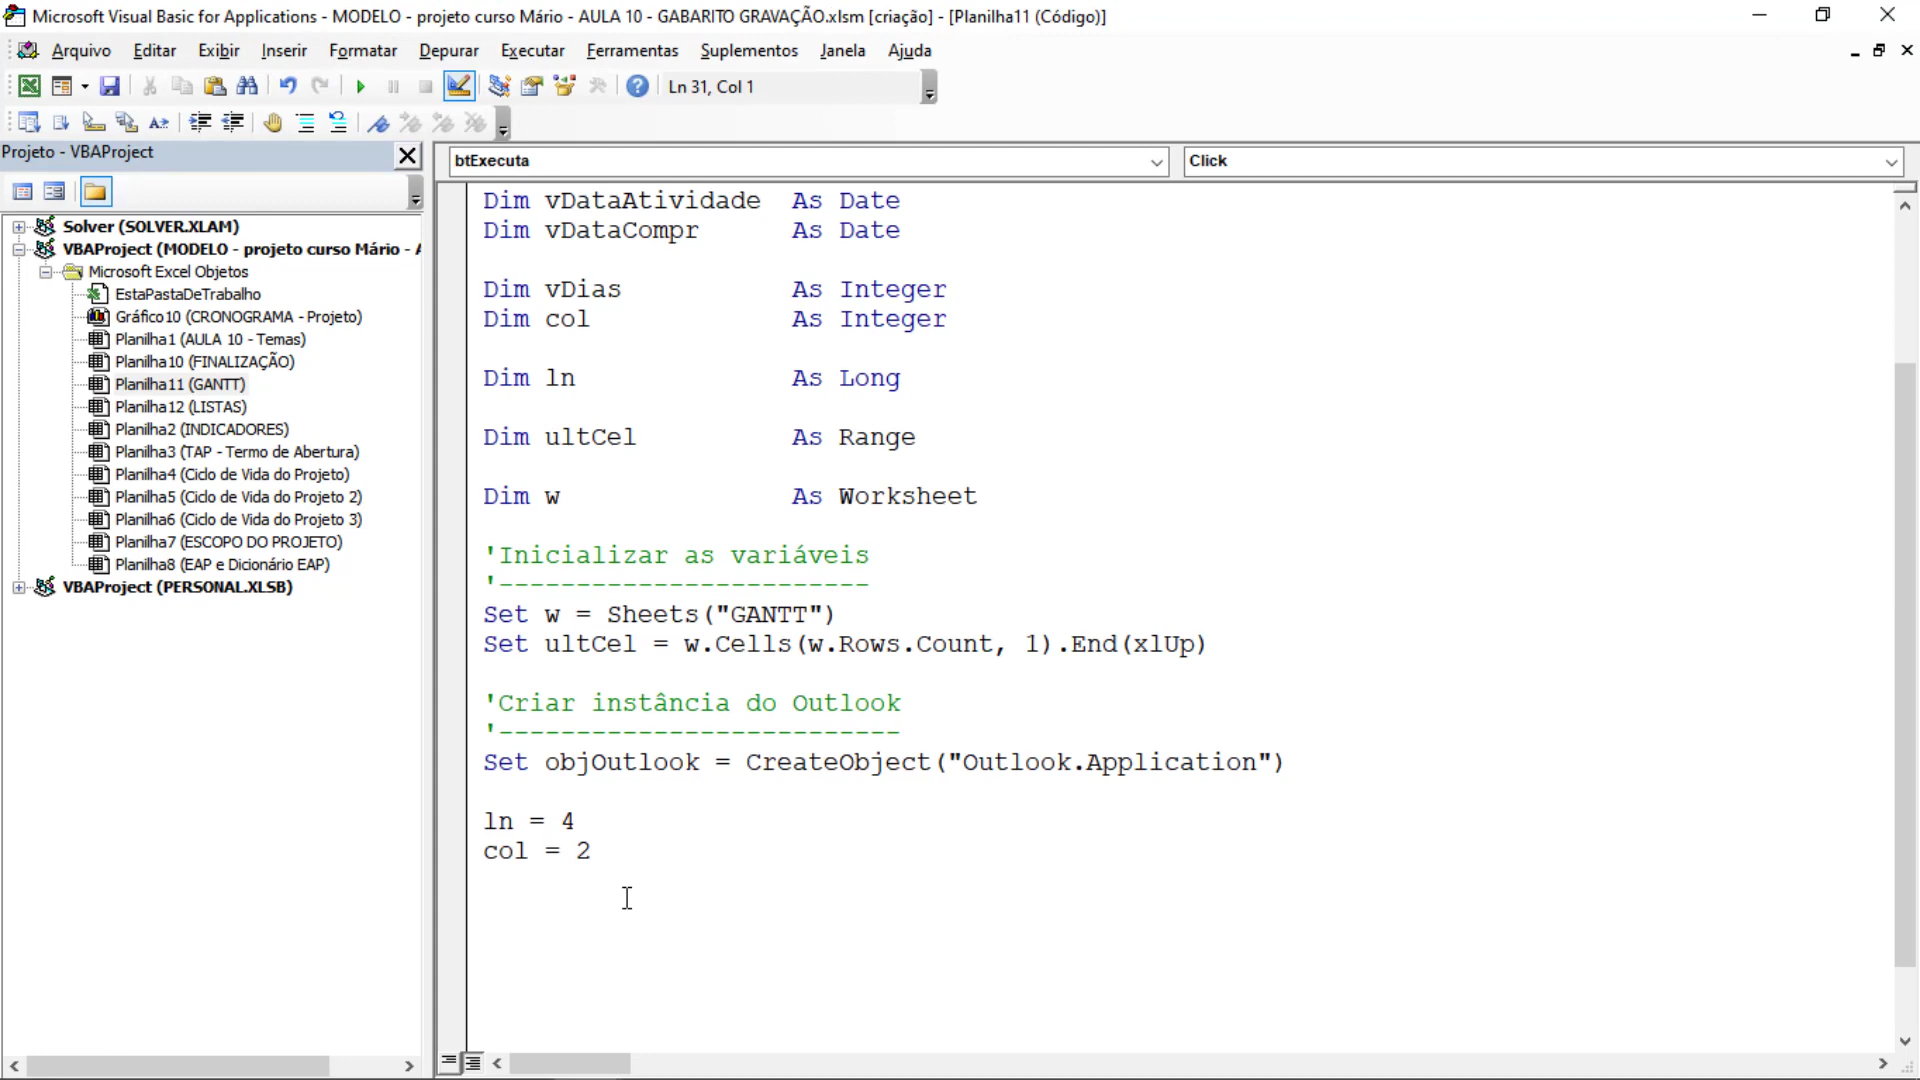 Microsoft Visual Basic for Applications - MODELO - projeto curso Mário - AULA 10 - GABARITO GRAVAÇÃO.xlsm [criação] - [Planilha11 (Código)]
Arquivo Editar Exibir Inserir Formatar Depurar Executar Ferramentas Suplementos Janela Ajuda
Ln 31, Col 1
Projeto - VBAProject
btExecuta
Click
Solver (SOLVER.XLAM)
VBAProject (MODELO - projeto curso Mário - A
Microsoft Excel Objetos
EstaPastaDeTrabalho
Gráfico10 (CRONOGRAMA - Projeto)
Planilha1 (AULA 10 - Temas)
Planilha10 (FINALIZAÇÃO)
Planilha11 (GANTT)
Planilha12 (LISTAS)
Planilha2 (INDICADORES)
Planilha3 (TAP - Termo de Abertura)
Planilha4 (Ciclo de Vida do Projeto)
Planilha5 (Ciclo de Vida do Projeto 2)
Planilha6 (Ciclo de Vida do Projeto 3)
Planilha7 (ESCOPO DO PROJETO)
Planilha8 (EAP e Dicionário EAP)
VBAProject (PERSONAL.XLSB)
Dim vDataAtividade As Date
Dim vDataCompr As Date
Dim vDias As Integer
Dim col As Integer
Dim ln As Long
Dim ultCel As Range
Dim w As Worksheet
'Inicializar as variáveis
'------------------------
Set w = Sheets("GANTT")
Set ultCel = w.Cells(w.Rows.Count, 1).End(xlUp)
'Criar instância do Outlook
'--------------------------
Set objOutlook = CreateObject("Outlook.Application")
ln = 4
col = 2